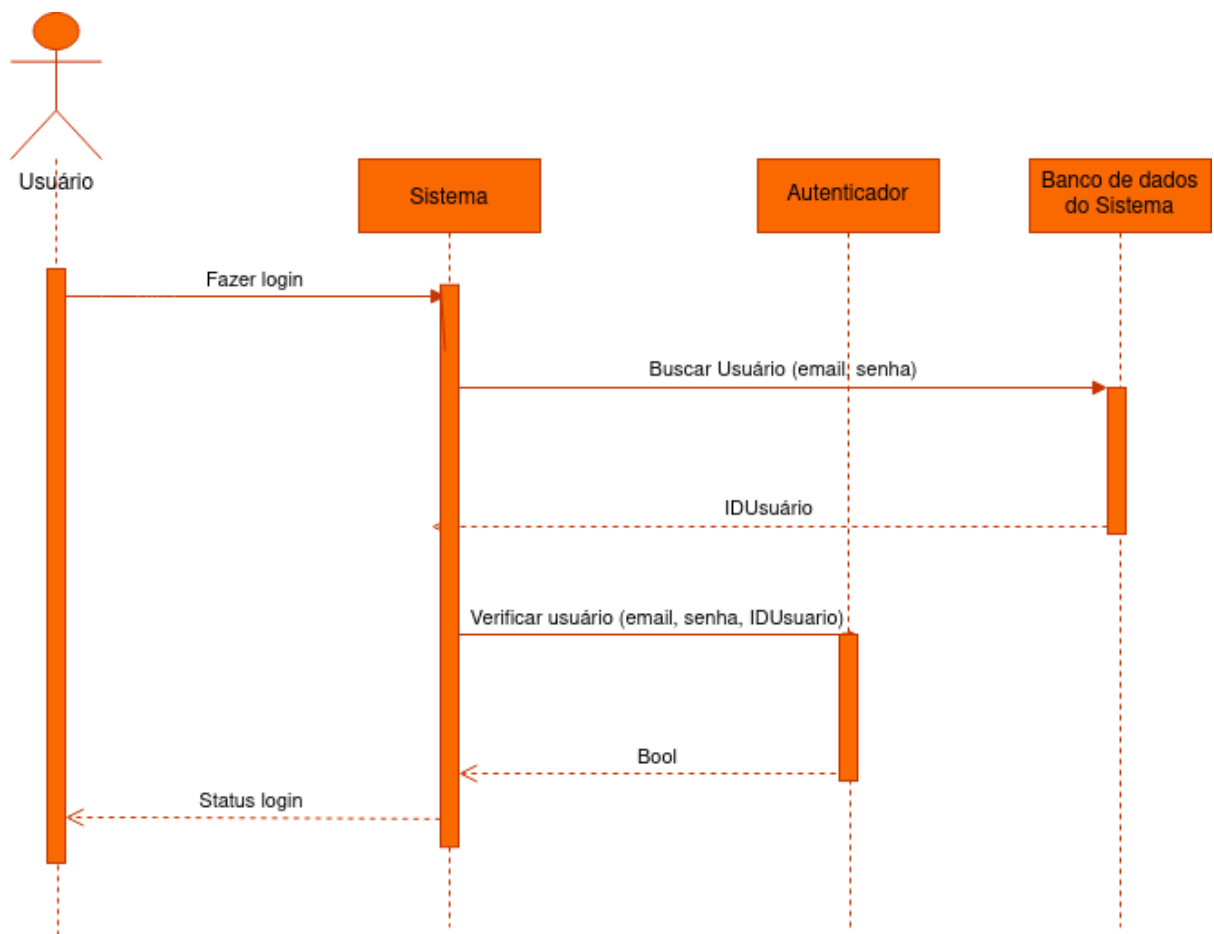 Usuário
Sistema
Autenticador
Banco de dados
do Sistema
Fazer login
Buscar Usuário (email, senha)
IDUsuário
Verificar usuário (email, senha, IDUsuario)
Bool
Status login